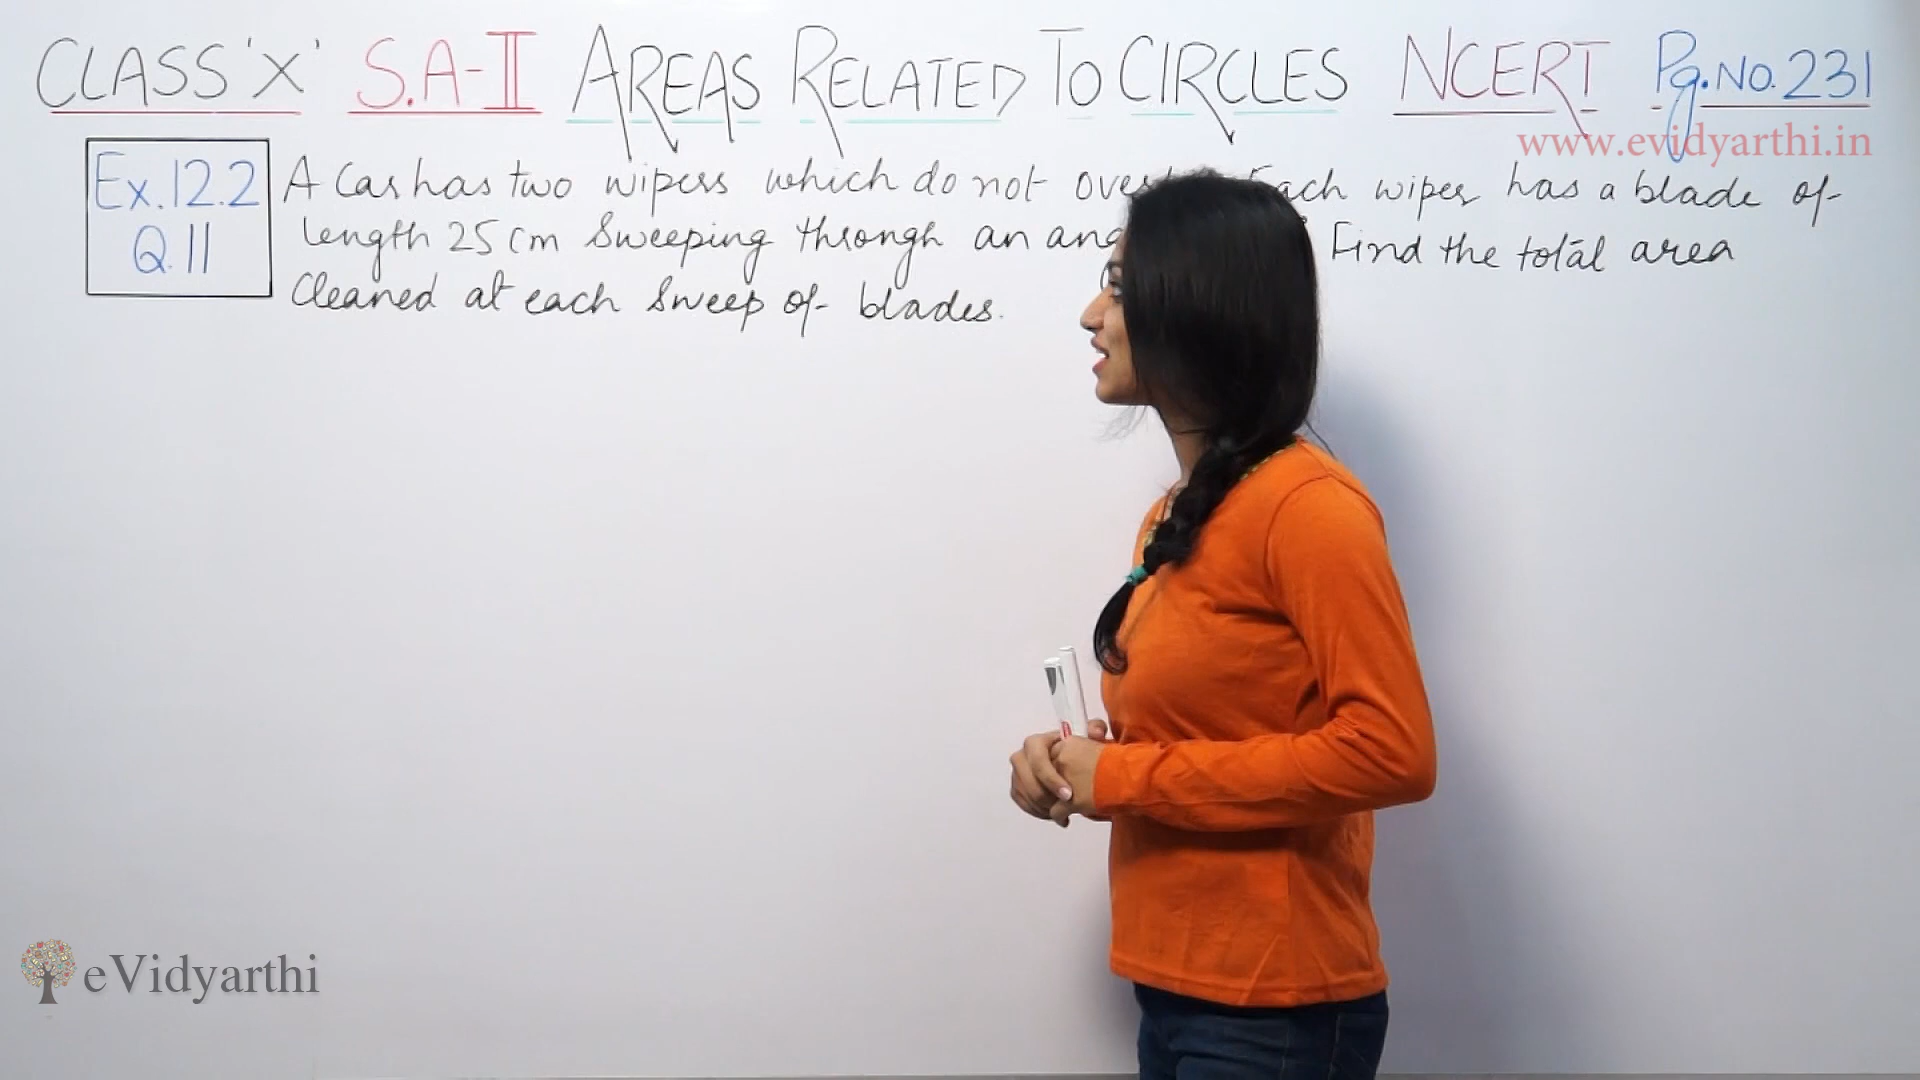 CLASS 'X' S.A-II AREAS RELATED TO CIRCLES NCERT Pg.No.231
www.evidyarthi.in
Ex.12.2
Q.11
A Car has two wipers which do not Each wiper has a blade of
length 25 cm Sweeping through an Find the total area
Cleaned at each Sweep of blades.
eVidyarthi